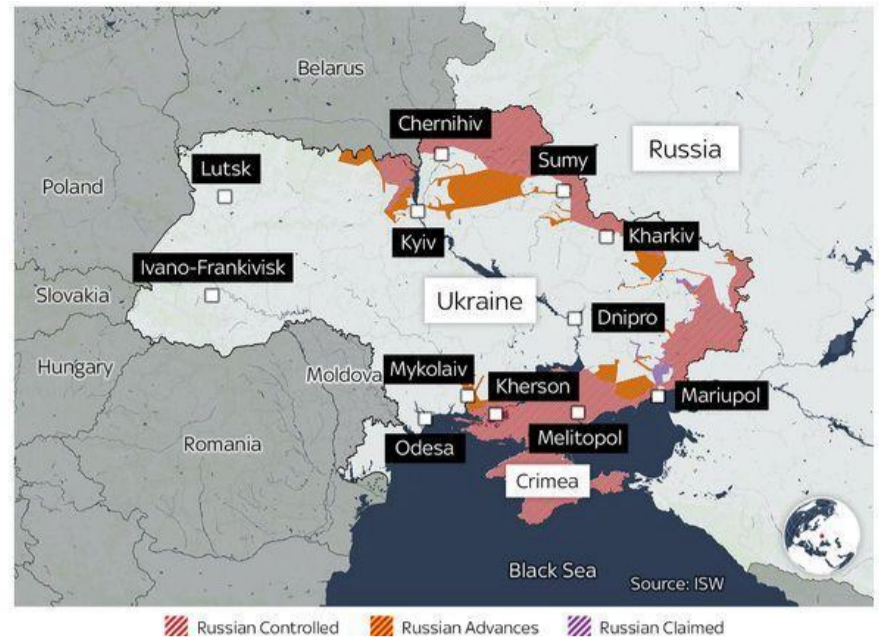 Belarus
Chernihiv
Russia
Sumy
Poland
Lutsk
Kyiv
Kharkiv
Ivano-Frankivisk
Slovakia
Ukraine
Dnipro
Hungary
Moldova
Mykolaiv
Kherson
Mariupol
Romania
Odesa
Melitopol
Crimea
Black Sea
Source: ISW
Russian Controlled Russian Advances Russian Claimed